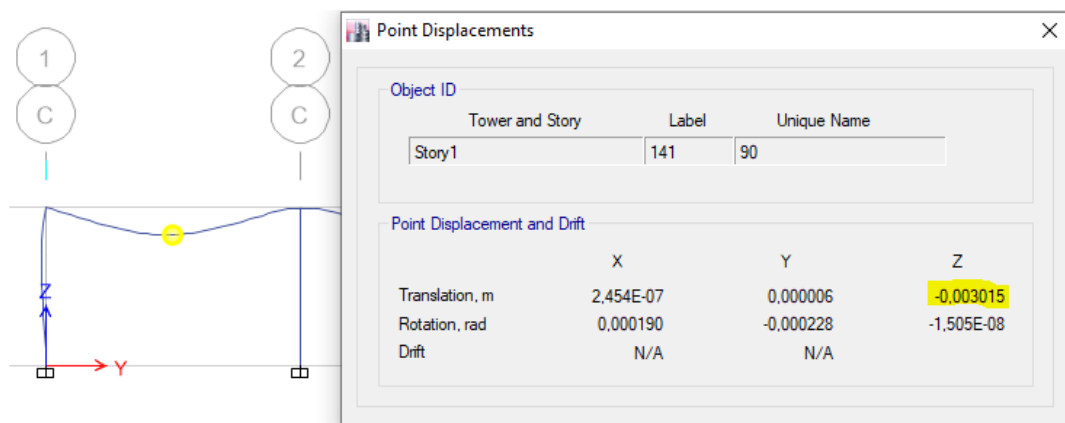 1
2
C
C
Z
Y
Point Displacements
Object ID
Tower and Story Label Unique Name
Story1 141 90
Point Displacement and Drift
X Y Z
Translation, m 2,454E-07 0,000006 -0,003015
Rotation, rad 0,000190 -0,000228 -1,505E-08
Drift N/A N/A